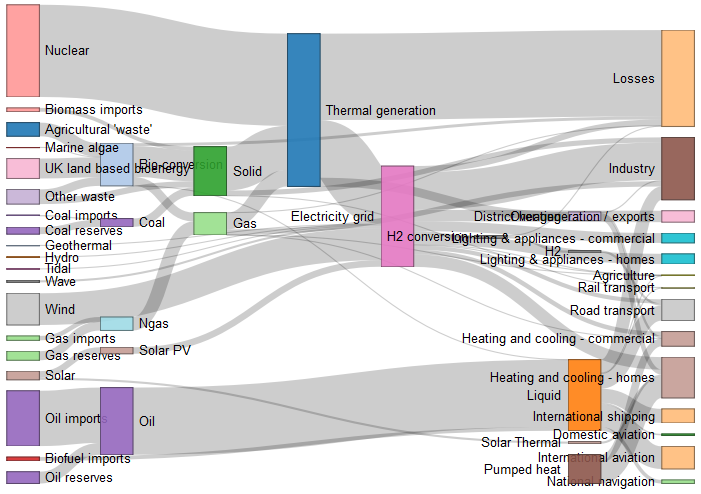 Nuclear
Biomass imports
Agricultural 'waste'
Marine algae
UK land based bioenergy
Other waste
Coal imports
Coal reserves
Geothermal
Hydro
Tidal
Wave
Wind
Gas imports
Gas reserves
Solar
Oil imports
Biofuel imports
Oil reserves
Bio-conversion
Coal
Ngas
Solar PV
Oil
Solid
Gas
Thermal generation
Electricity grid
H2 conversion
District heating
H2
Liquid
Solar Thermal
Pumped heat
Losses
Industry
Overgeneration / exports
Lighting & appliances - commercial
Lighting & appliances - homes
Agriculture
Rail transport
Road transport
Heating and cooling - commercial
Heating and cooling - homes
International shipping
Domestic aviation
International aviation
National navigation